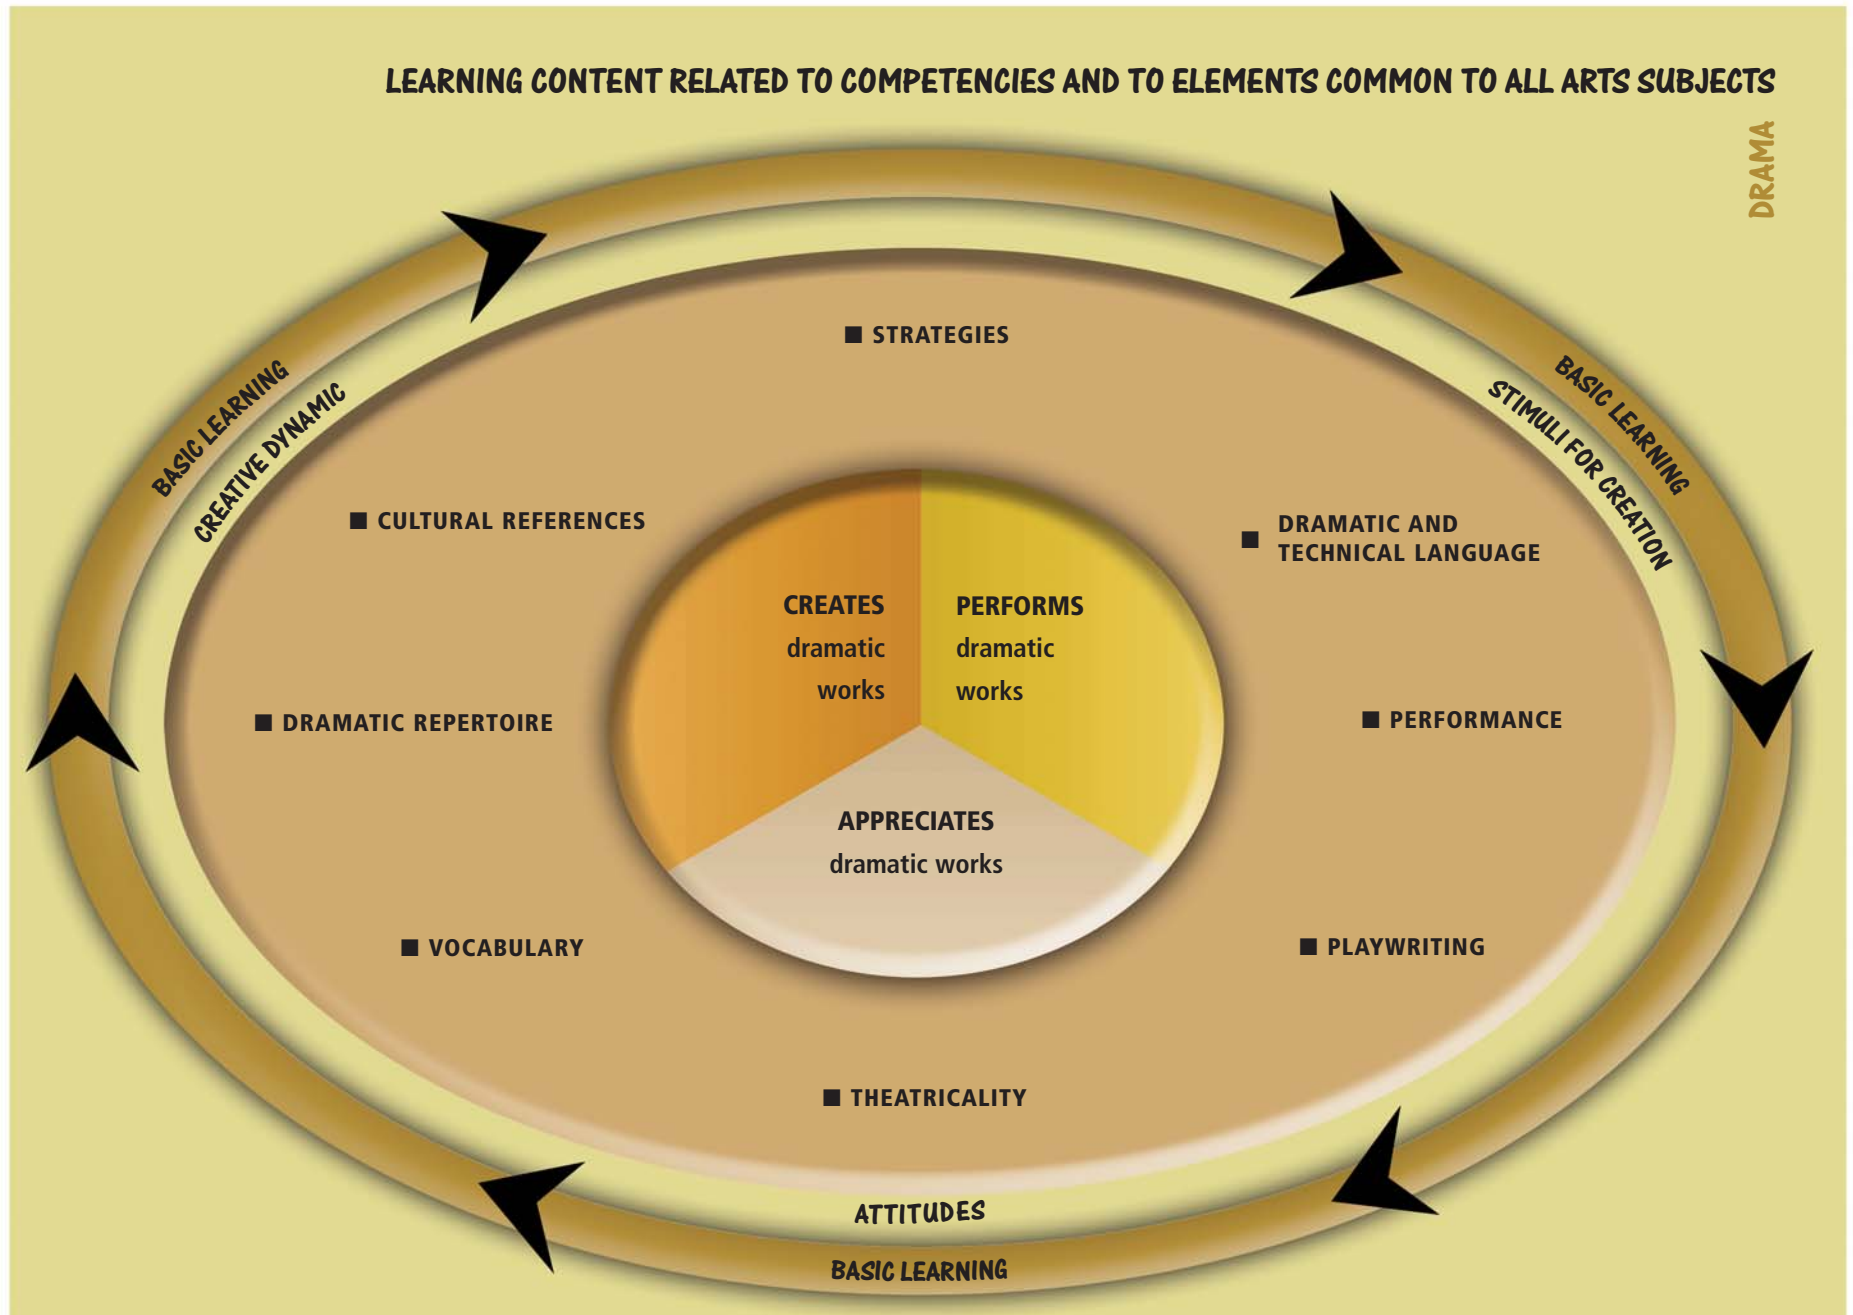 LEARNING CONTENT RELATED TO COMPETENCIES AND TO ELEMENTS COMMON TO ALL ARTS SUBJECTS
DRAMA
BASIC LEARNING
CREATIVE DYNAMIC
BASIC LEARNING
STIMULI FOR CREATION
■ STRATEGIES
■ CULTURAL REFERENCES
■ DRAMATIC AND
TECHNICAL LANGUAGE
CREATES
dramatic
works
PERFORMS
dramatic
works
■ DRAMATIC REPERTOIRE
■ PERFORMANCE
APPRECIATES
dramatic works
■ VOCABULARY
■ PLAYWRITING
■ THEATRICALITY
ATTITUDES
BASIC LEARNING